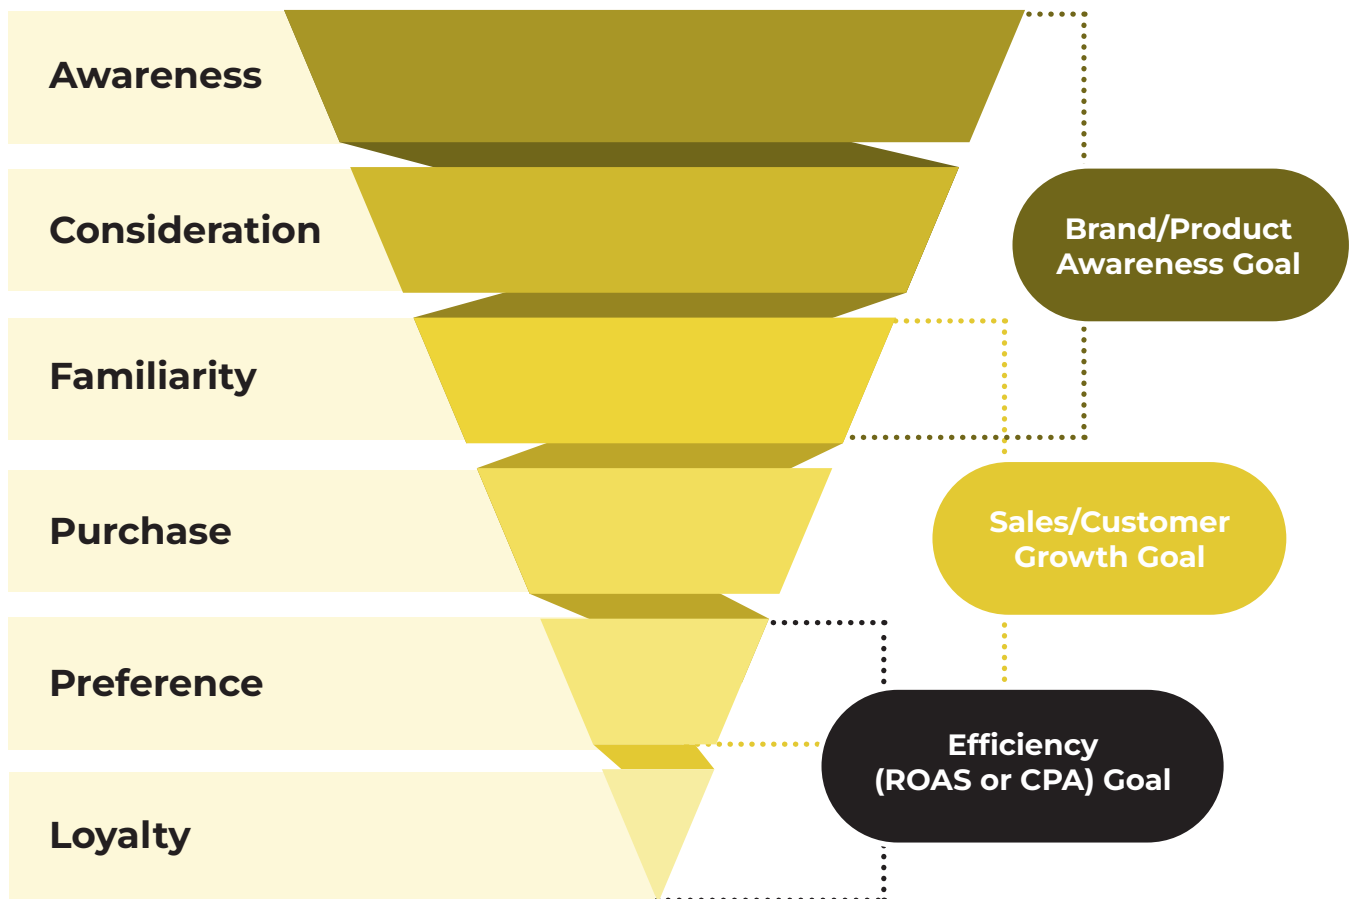 Awareness
Consideration
Familiarity
Purchase
Preference
Loyalty
Brand/Product
Awareness Goal
Sales/Customer
Growth Goal
Efficiency
(ROAS or CPA) Goal